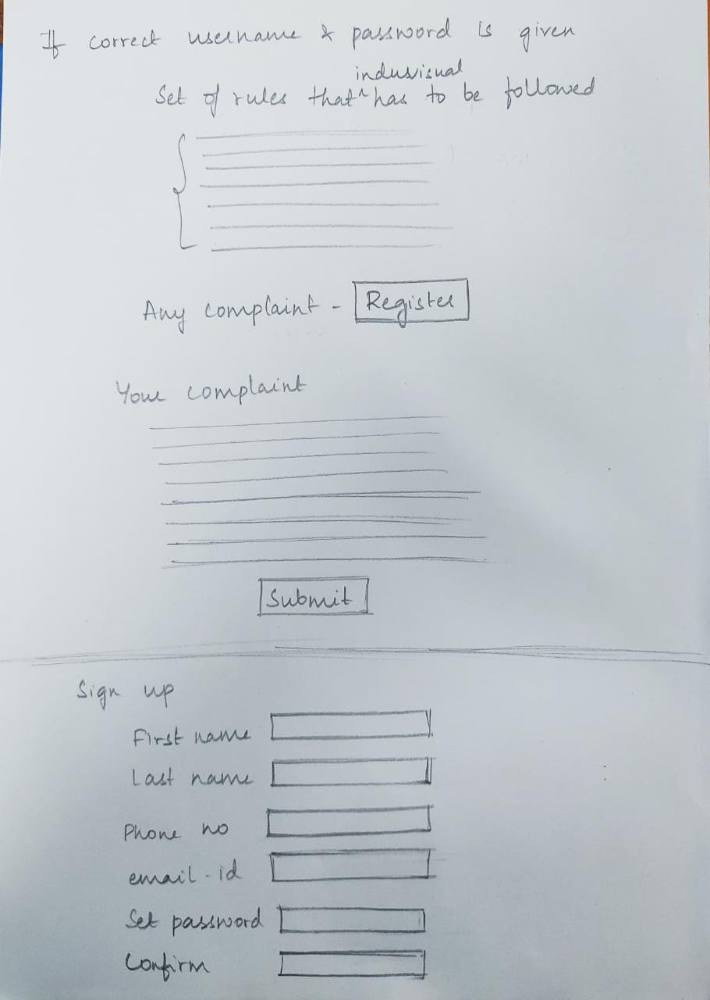 If correct username & password is given
induvisual
Set of rules that ^ has to be followed
Any complaint - Register
Your complaint
Submit
Sign up
First name
Last name
Phone no
email-id
Set password
Confirm